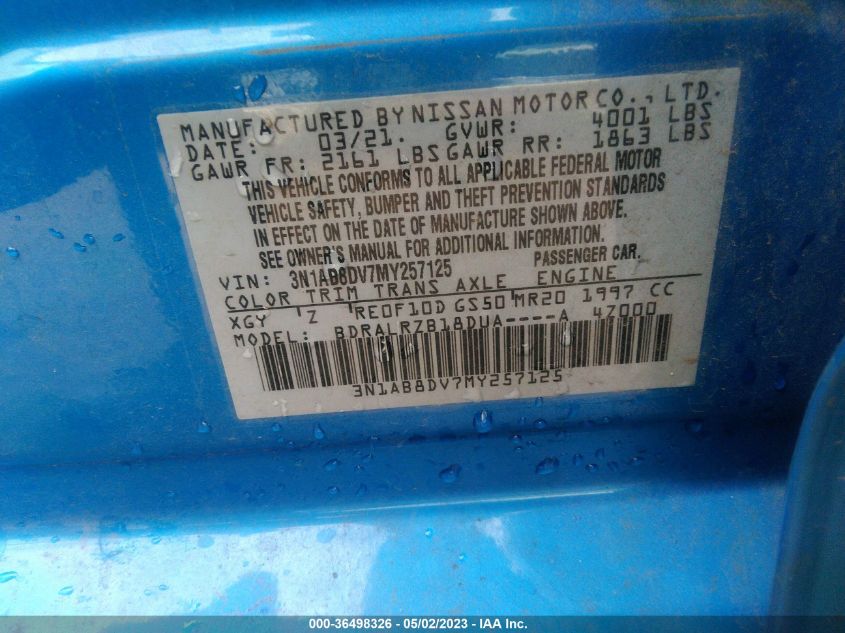 MANUFACTURED BY NISSAN MOTOR CO., LTD.
DATE: 03/21. GVWR: 4001 LBS
GAWR FR: 2161 LBS GAWR RR: 1863 LBS
THIS VEHICLE CONFORMS TO ALL APPLICABLE FEDERAL MOTOR
VEHICLE SAFETY, BUMPER AND THEFT PREVENTION STANDARDS
IN EFFECT ON THE DATE OF MANUFACTURE SHOWN ABOVE.
SEE OWNER'S MANUAL FOR ADDITIONAL INFORMATION.
VIN: 3N1AB8DV7MY257125 PASSENGER CAR.
COLOR TRIM TRANS AXLE ENGINE
XGY Z RE0F10D GS50 MR20 1997 CC
MODEL: BDRALRZB18DUA----A 47000
3N1AB8DV7MY257125
000-36498326 - 05/02/2023 - IAA Inc.